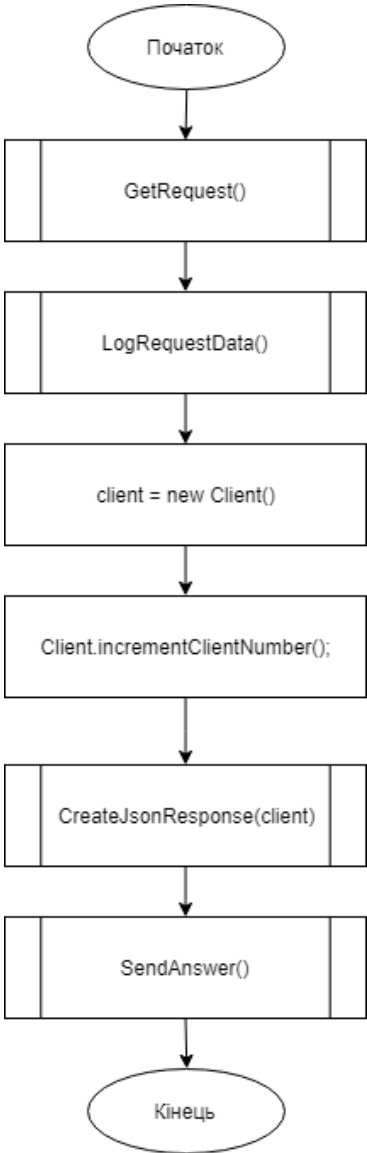 Початок
GetRequest()
LogRequestData()
client = new Client()
Client.incrementClientNumber();
CreateJsonResponse(client)
SendAnswer()
Кінець